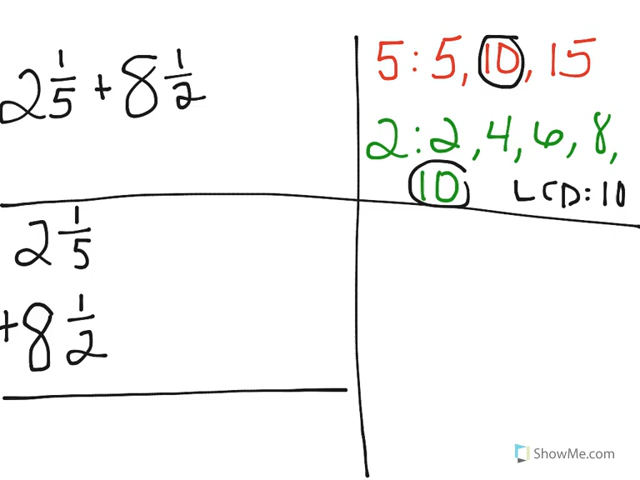 2 1/5 + 8 1/2
5: 5, 10, 15
2: 2, 4, 6, 8,
10 LCD: 10
2 1/5
+8 1/2
ShowMe.com